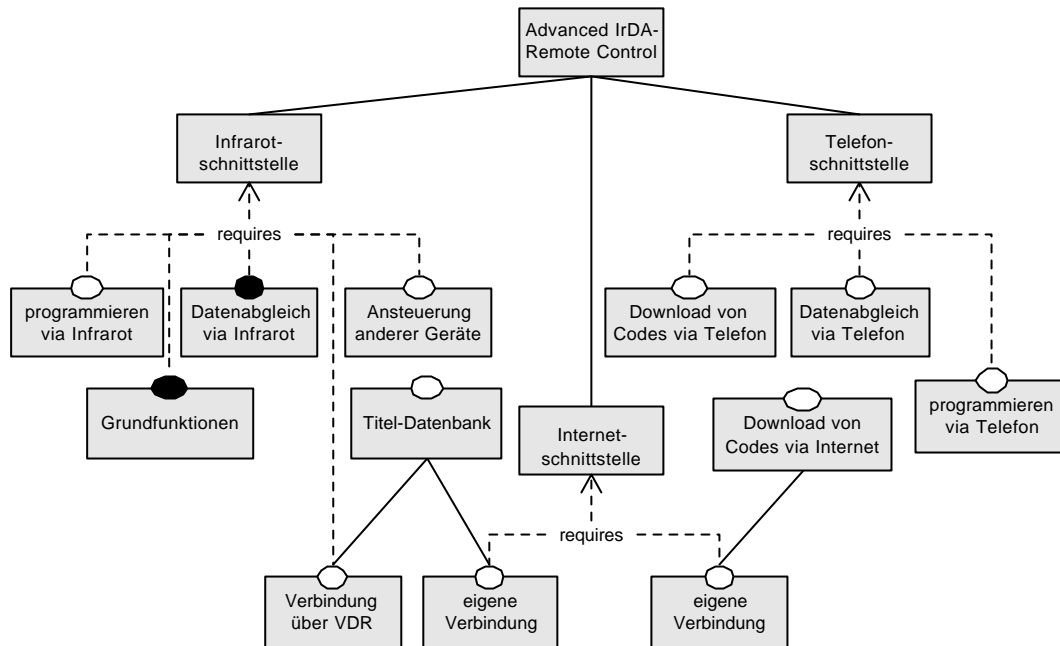 Advanced IrDA-
Remote Control
Infrarot-
schnittstelle
Telefon-
schnittstelle
requires
requires
programmieren
via Infrarot
Datenabgleich
via Infrarot
Ansteuerung
anderer Geräte
Download von
Codes via Telefon
Datenabgleich
via Telefon
Grundfunktionen
Titel-Datenbank
Internet-
schnittstelle
Download von
Codes via Internet
programmieren
via Telefon
requires
Verbindung
über VDR
eigene
Verbindung
eigene
Verbindung